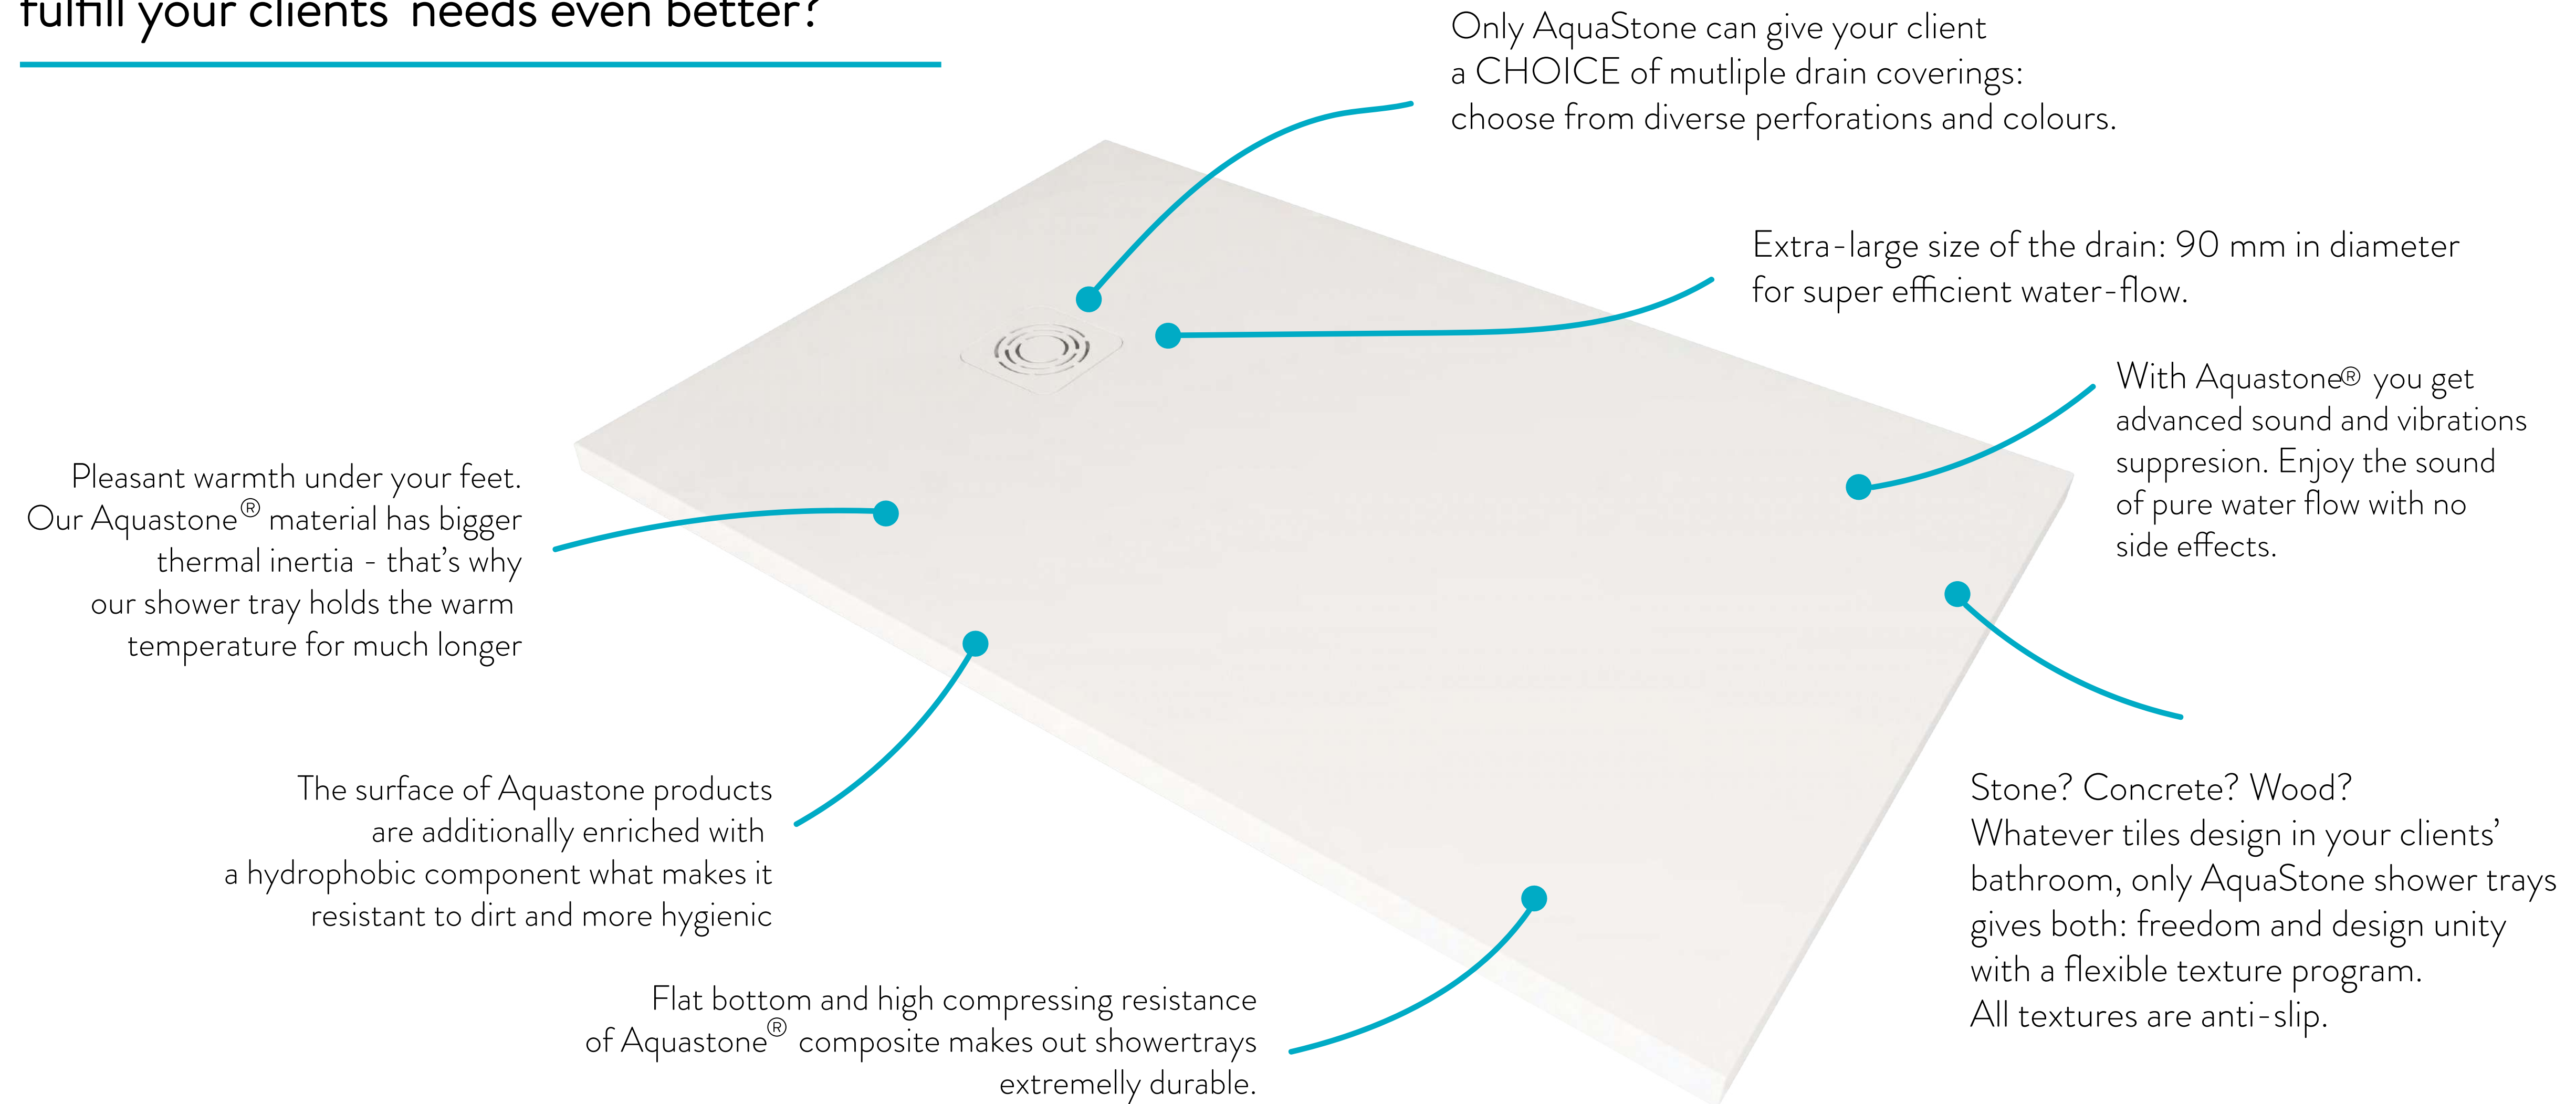 fulfill your clients' needs even better?
Only AquaStone can give your client
a CHOICE of mutliple drain coverings:
choose from diverse perforations and colours.
Extra-large size of the drain: 90 mm in diameter
for super efficient water-flow.
With Aquastone® you get
advanced sound and vibrations
suppresion. Enjoy the sound
of pure water flow with no
side effects.
Pleasant warmth under your feet.
Our Aquastone® material has bigger
thermal inertia - that's why
our shower tray holds the warm
temperature for much longer
The surface of Aquastone products
are additionally enriched with
a hydrophobic component what makes it
resistant to dirt and more hygienic
Stone? Concrete? Wood?
Whatever tiles design in your clients'
bathroom, only AquaStone shower trays
gives both: freedom and design unity
with a flexible texture program.
All textures are anti-slip.
Flat bottom and high compressing resistance
of Aquastone® composite makes out showertrays
extremelly durable.